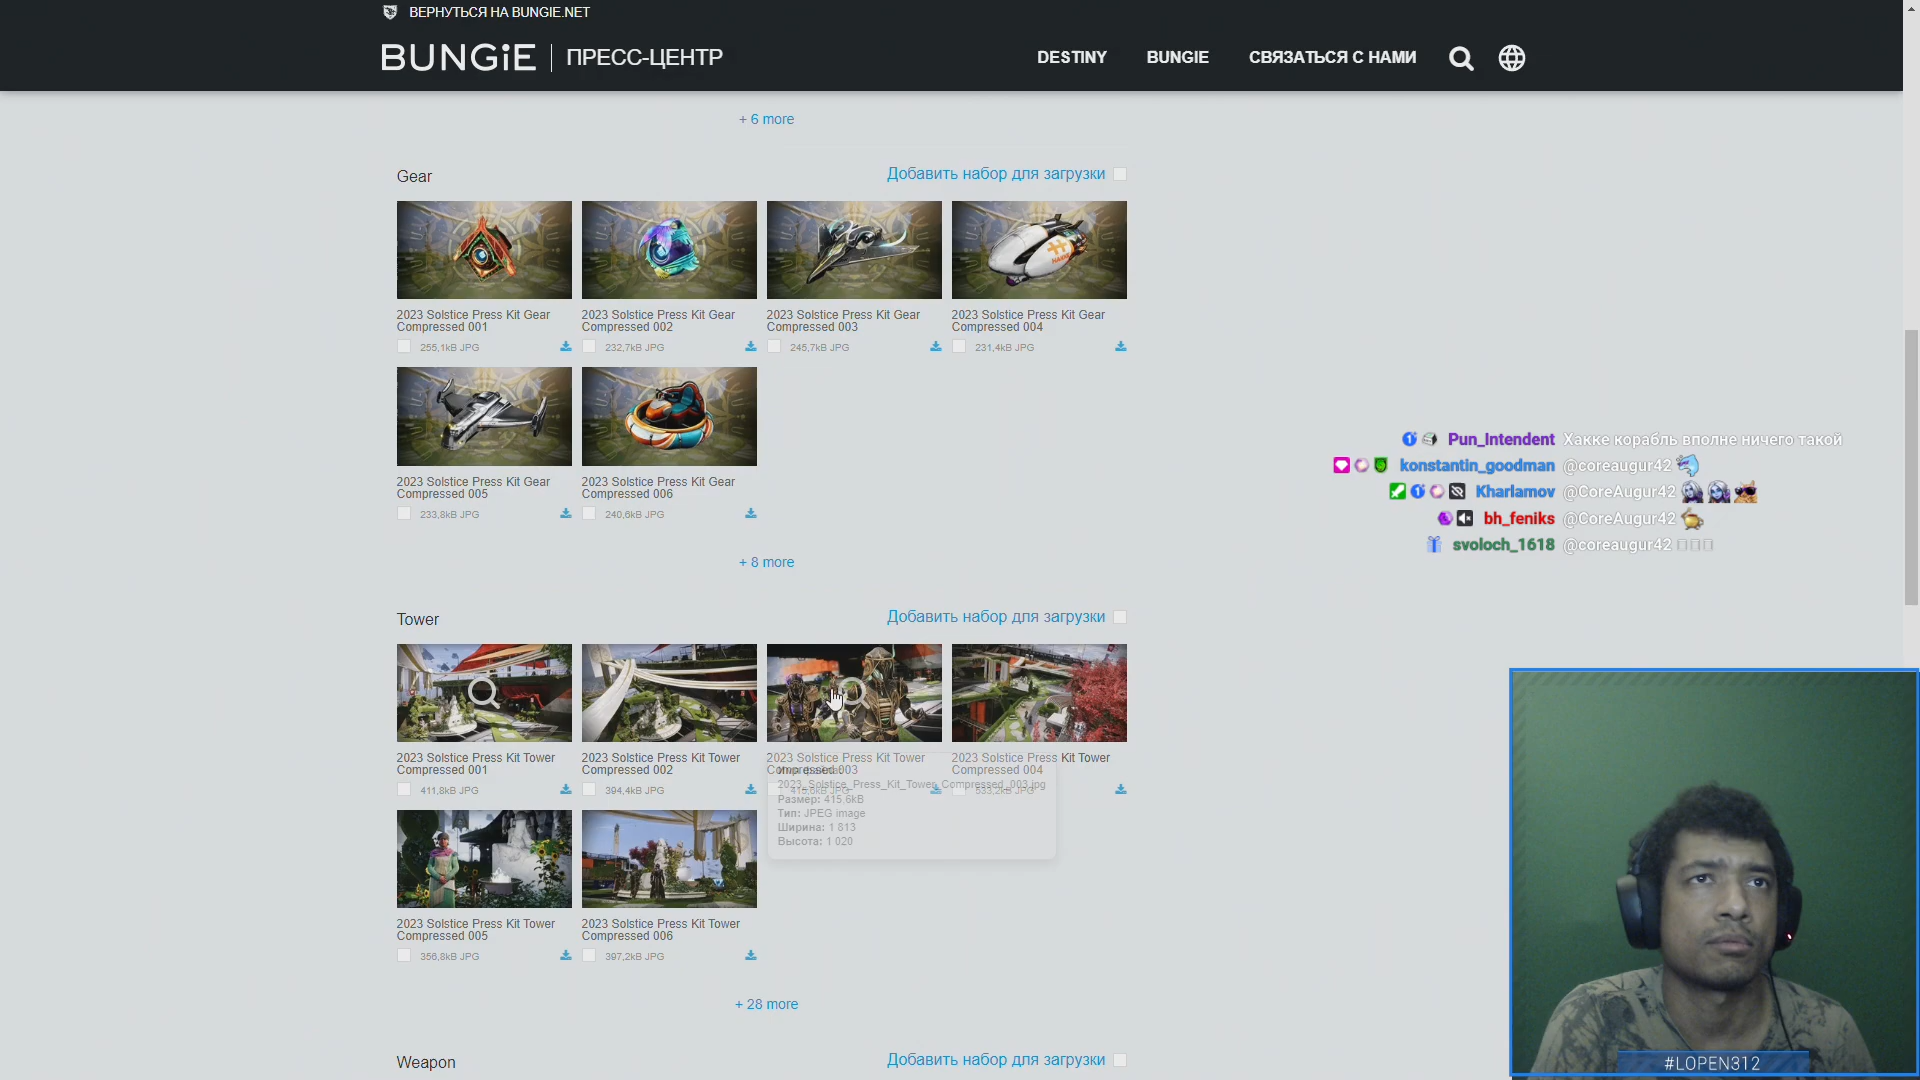 ВЕРНУТЬСЯ НА BUNGIE.NET
BUNGiE | ПРЕСС-ЦЕНТР
DESTINY BUNGIE СВЯЗАТЬСЯ С НАМИ
+ 6 more
Gear
Добавить набор для загрузки
2023 Solstice Press Kit Gear Compressed 001
255,1kB JPG
2023 Solstice Press Kit Gear Compressed 002
232,7kB JPG
2023 Solstice Press Kit Gear Compressed 003
245,7kB JPG
2023 Solstice Press Kit Gear Compressed 004
231,4kB JPG
2023 Solstice Press Kit Gear Compressed 005
233,8kB JPG
2023 Solstice Press Kit Gear Compressed 006
240,6kB JPG
+ 8 more
Tower
Добавить набор для загрузки
2023 Solstice Press Kit Tower Compressed 001
411,8kB JPG
2023 Solstice Press Kit Tower Compressed 002
394,4kB JPG
2023 Solstice Press Kit Tower Compressed 003
415,6kB JPG
2023 Solstice Press Kit Tower Compressed 004
533,2kB JPG
2023_Solstice_Press_Kit_Tower_Compressed_003.jpg
Размер: 415.6kB
Тип: JPEG image
Ширина: 1 813
Высота: 1 020
2023 Solstice Press Kit Tower Compressed 005
356,8kB JPG
2023 Solstice Press Kit Tower Compressed 006
397,2kB JPG
+ 28 more
Weapon
Добавить набор для загрузки
Pun_Intendent Хакке корабль вполне ничего такой
konstantin_goodman @coreaugur42
Kharlamov @CoreAugur42
bh_feniks @CoreAugur42
svoloch_1618 @coreaugur42
#LOPEN312